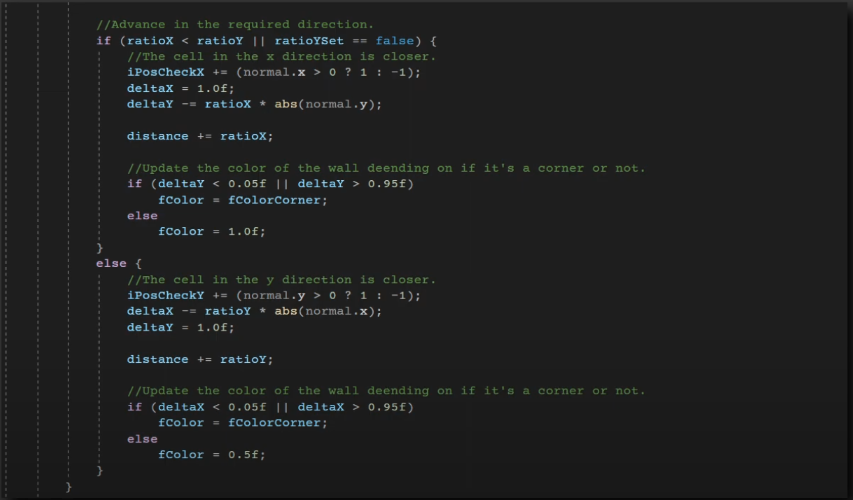 //Advance in the required direction.
if (ratioX < ratioY || ratioYSet == false) {
//The cell in the x direction is closer.
iPosCheckX += (normal.x > 0 ? 1 : -1);
deltaX = 1.0f;
deltaY -= ratioX * abs(normal.y);
distance += ratioX;
//Update the color of the wall deending on if it's a corner or not.
if (deltaY < 0.05f || deltaY > 0.95f)
fColor = fColorCorner;
else
fColor = 1.0f;
}
else {
//The cell in the y direction is closer.
iPosCheckY += (normal.y > 0 ? 1 : -1);
deltaX -= ratioY * abs(normal.x);
deltaY = 1.0f;
distance += ratioY;
//Update the color of the wall deending on if it's a corner or not.
if (deltaX < 0.05f || deltaX > 0.95f)
fColor = fColorCorner;
else
fColor = 0.5f;
}
}